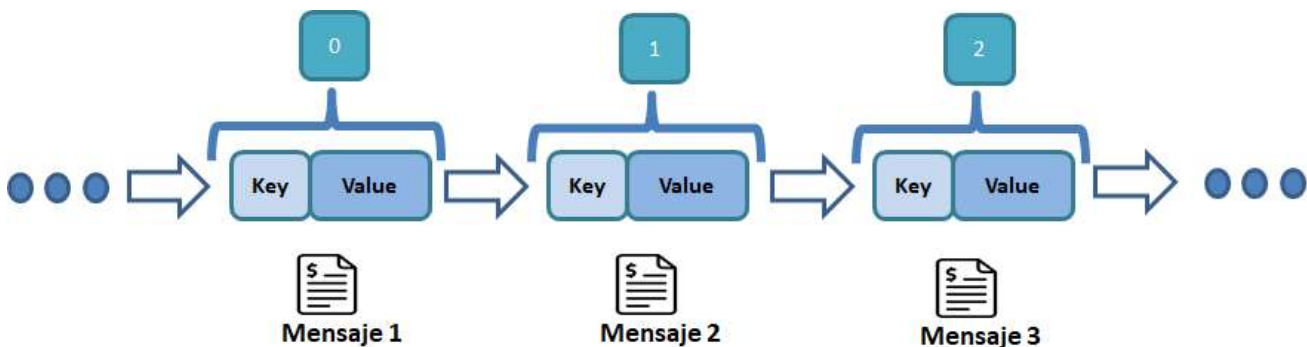 0
1
2
Key Value
Key Value
Key Value
$
$
$
Mensaje 1
Mensaje 2
Mensaje 3